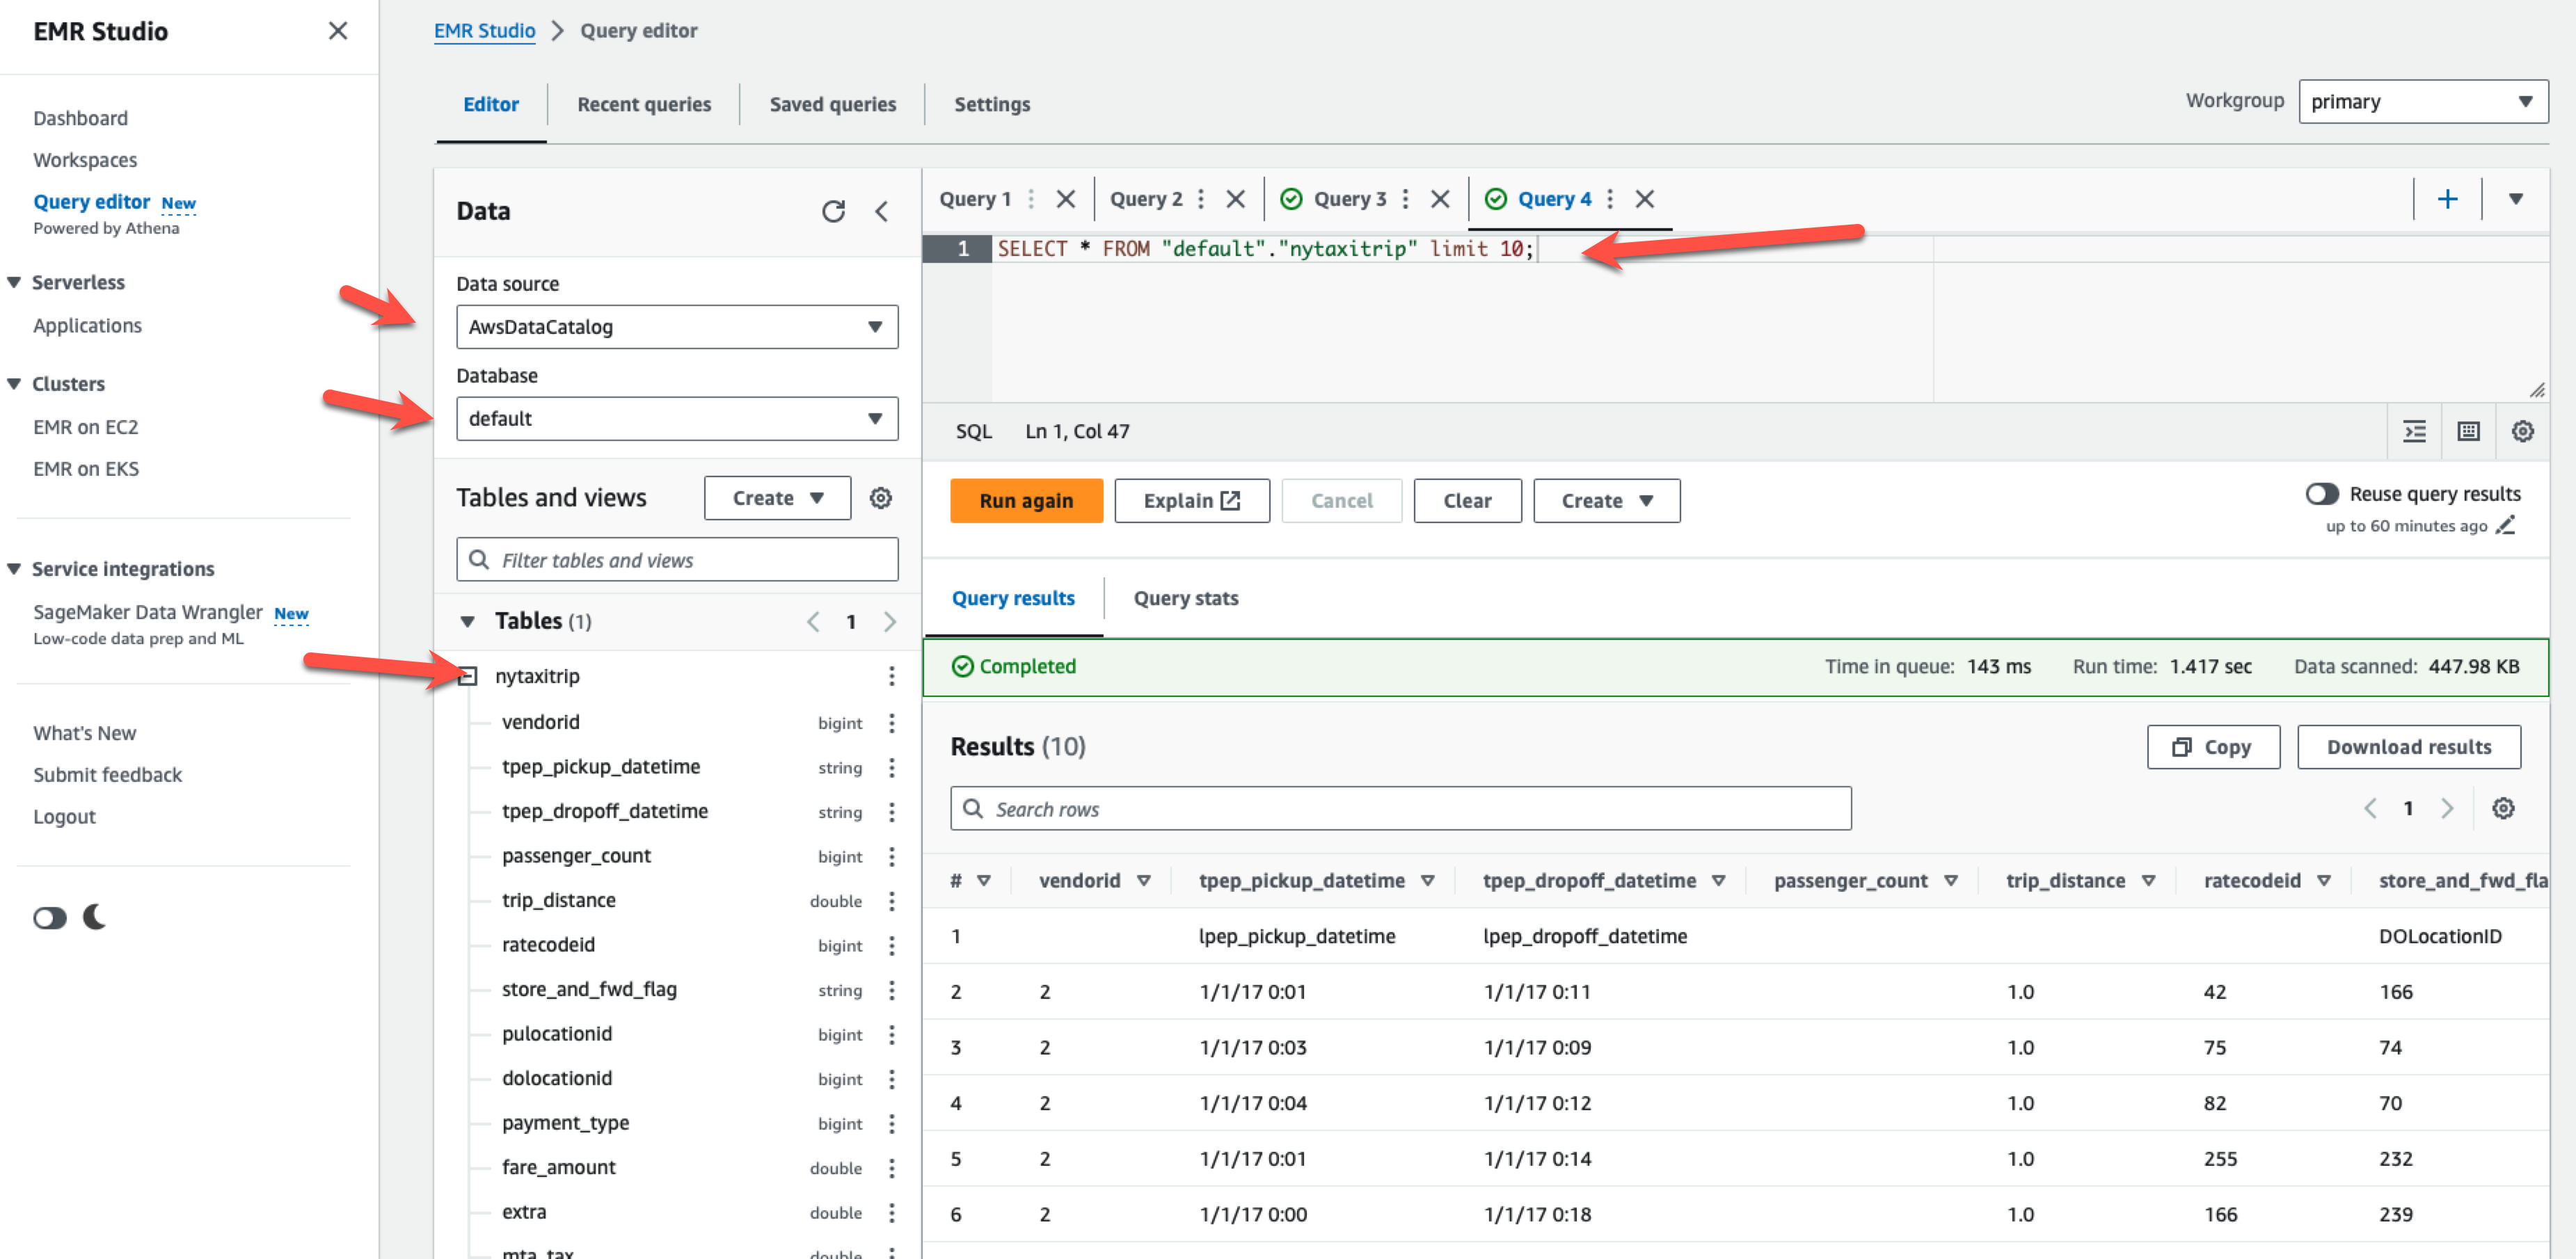 EMR Studio
Dashboard
Workspaces
Query editor New
Powered by Athena
Serverless
Applications
Clusters
EMR on EC2
EMR on EKS
Service integrations
SageMaker Data Wrangler New
Low-code data prep and ML
What's New
Submit feedback
Logout
EMR Studio > Query editor
Editor Recent queries Saved queries Settings
Workgroup primary
Data
Data source
AwsDataCatalog
Database
default
Tables and views Create
Filter tables and views
Tables (1) 1
nytaxitrip
vendorid bigint
tpep_pickup_datetime string
tpep_dropoff_datetime string
passenger_count bigint
trip_distance double
ratecodeid bigint
store_and_fwd_flag string
pulocationid bigint
dolocationid bigint
payment_type bigint
fare_amount double
extra double
mta_tax double
Query 1 Query 2 Query 3 Query 4
1 SELECT * FROM "default"."nytaxitrip" limit 10;
SQL Ln 1, Col 47
Run again Explain Cancel Clear Create
Reuse query results
up to 60 minutes ago
Query results Query stats
Completed Time in queue: 143 ms Run time: 1.417 sec Data scanned: 447.98 KB
Results (10) Copy Download results
Search rows 1
# vendorid tpep_pickup_datetime tpep_dropoff_datetime passenger_count trip_distance ratecodeid store_and_fwd_fla
1 lpep_pickup_datetime lpep_dropoff_datetime DOLocationID
2 2 1/1/17 0:01 1/1/17 0:11 1.0 42 166
3 2 1/1/17 0:03 1/1/17 0:09 1.0 75 74
4 2 1/1/17 0:04 1/1/17 0:12 1.0 82 70
5 2 1/1/17 0:01 1/1/17 0:14 1.0 255 232
6 2 1/1/17 0:00 1/1/17 0:18 1.0 166 239